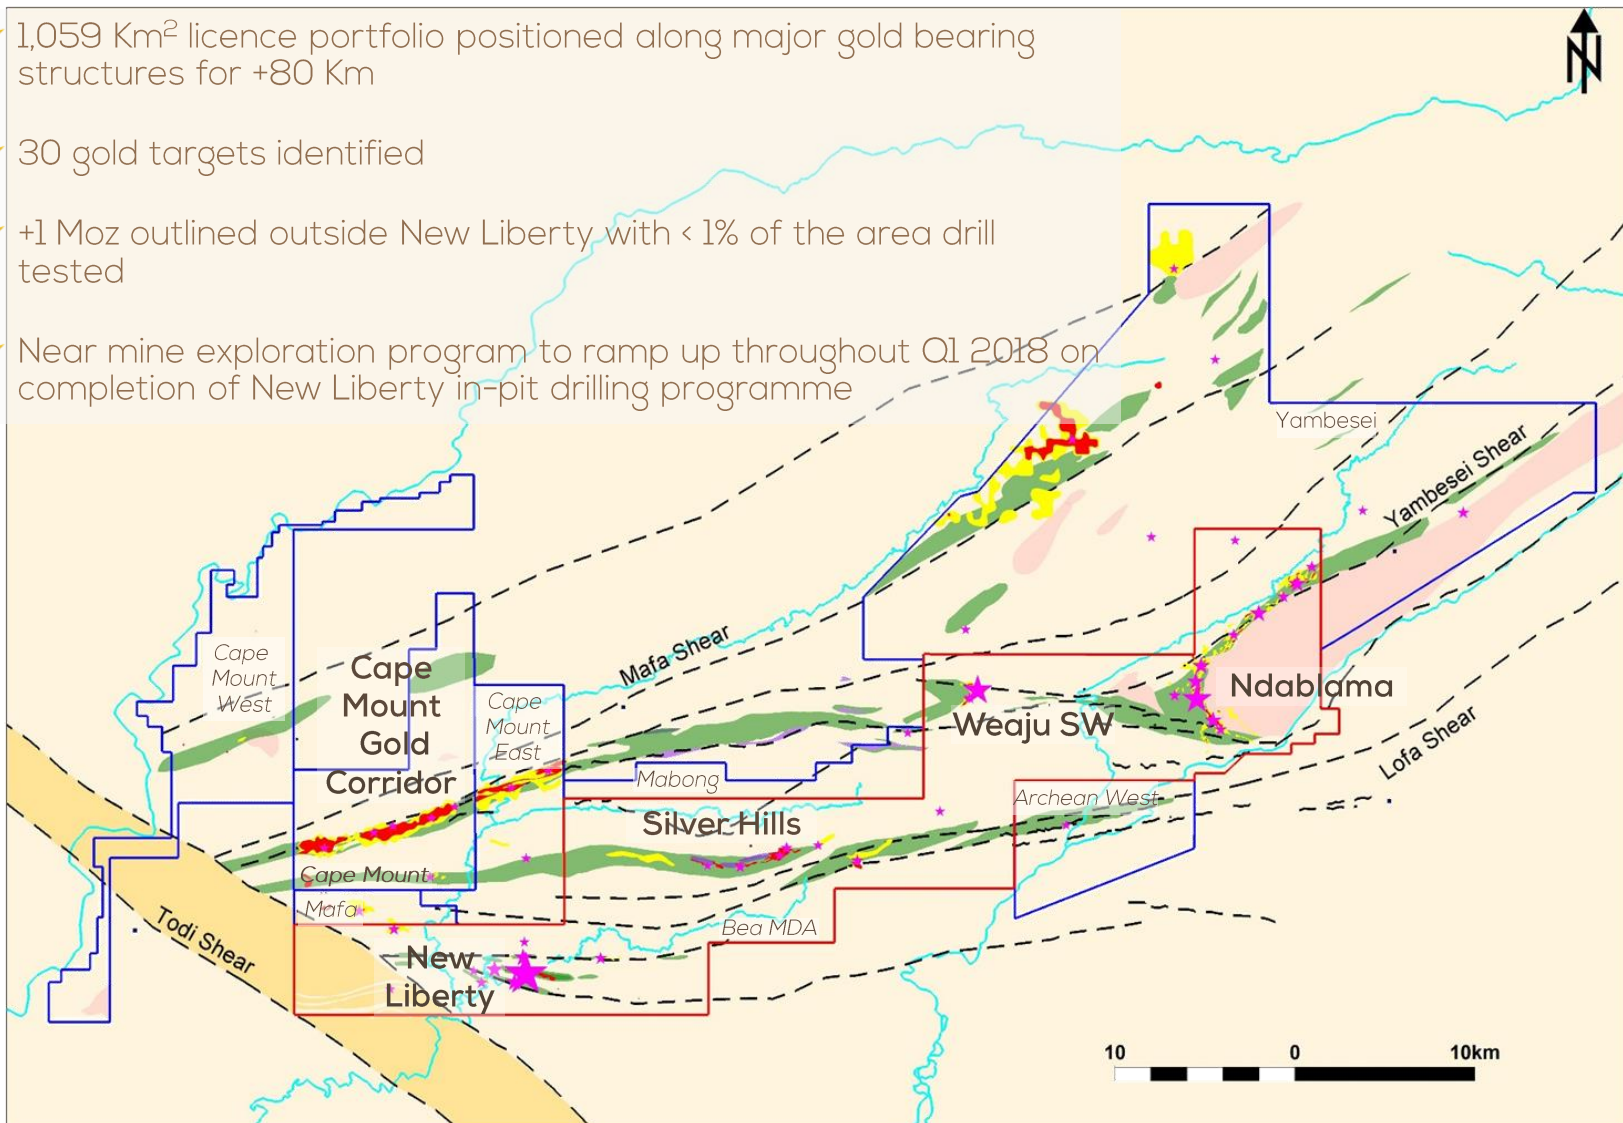 1,059 Km² licence portfolio positioned along major gold bearing
structures for +80 Km
30 gold targets identified
+1 Moz outlined outside New Liberty with < 1% of the area drill
tested
Near mine exploration program to ramp up throughout Q1 2018 on
completion of New Liberty in-pit drilling programme
N
Yambesei
Yambesei Shear
Mafa Shear
Cape
Mount
West
Cape
Mount
Gold
Corridor
Cape
Mount
East
Ndablama
Weaju SW
Lofa Shear
Mabong
Archean West
Silver Hills
Cape Mount
Mafa
Todi Shear
Bea MDA
New
Liberty
10 0 10km